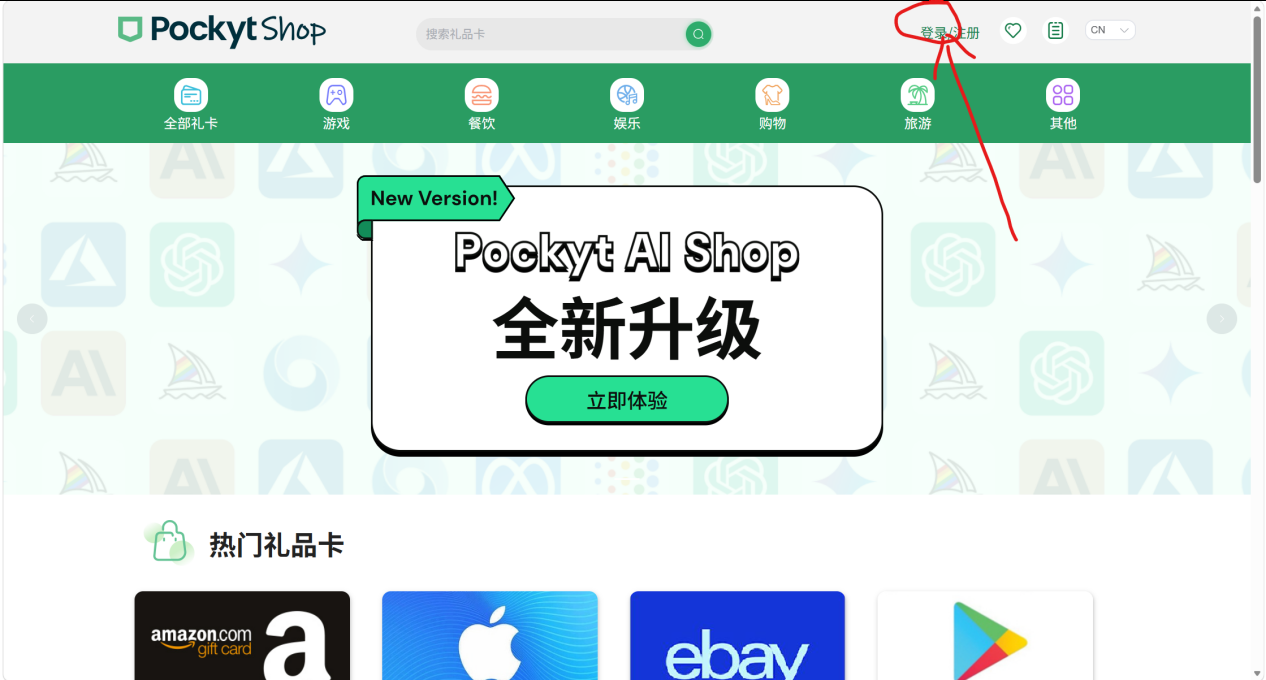 Pockyt Shop
搜索礼品卡
登录/注册
CN
全部礼卡
游戏
餐饮
娱乐
购物
旅游
其他
New Version!
Pockyt AI Shop
全新升级
立即体验
热门礼品卡
amazon.com
gift card
a
ebay